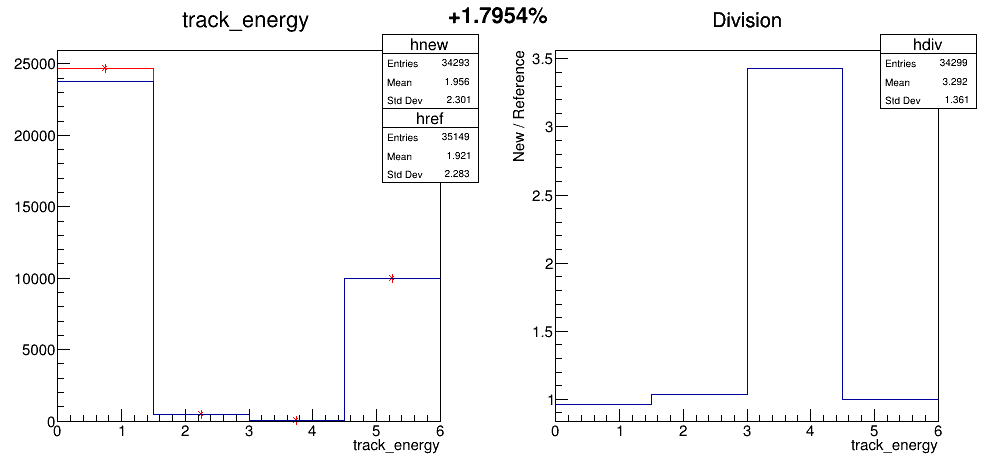 +1.7954%
track_energy
hnew
Entries 34293
Mean 1.956
Std Dev 2.301
href
Entries 35149
Mean 1.921
Std Dev 2.283
25000
20000
15000
10000
5000
0
0 1 2 3 4 5 6
track_energy
Division
hdiv
Entries 34299
Mean 3.292
Std Dev 1.361
New / Reference
3.5
3
2.5
2
1.5
1
0 1 2 3 4 5 6
track_energy